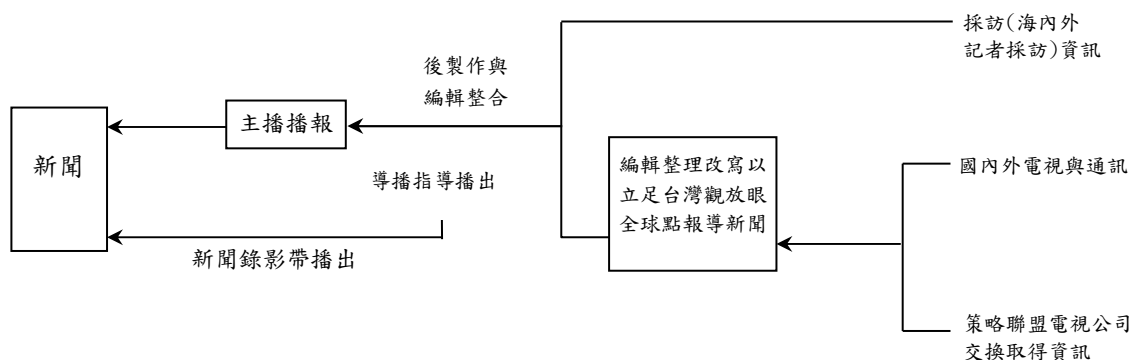 採訪(海內外
記者採訪)資訊
後製作與
編輯整合
主播播報
新聞
編輯整理改寫以
立足台灣觀放眼
全球點報導新聞
國內外電視與通訊
導播指導播出
新聞錄影帶播出
策略聯盟電視公司
交換取得資訊